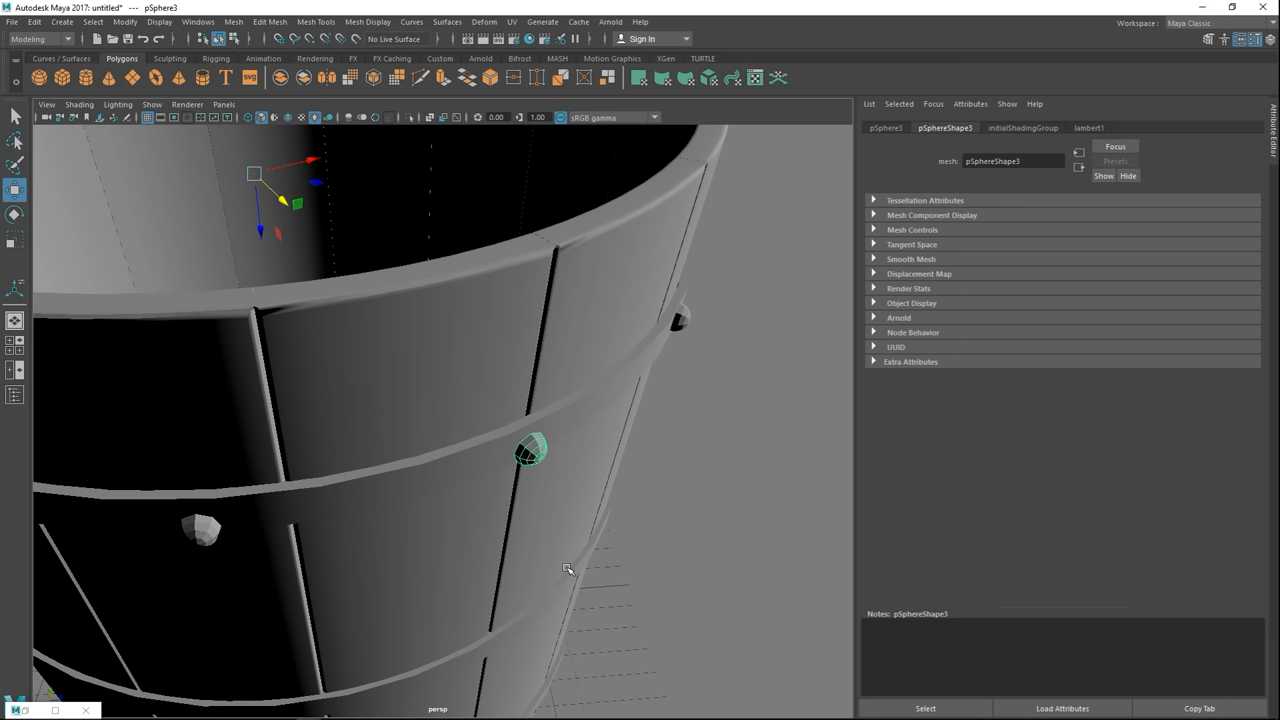 Autodesk Maya 2017: untitled* --- pSphere3
File Edit Create Select Modify Display Windows Mesh Edit Mesh Mesh Tools Mesh Display Curves Surfaces Deform UV Generate Cache Arnold Help
Workspace : Maya Classic
Modeling No Live Surface Sign In
Curves / Surfaces Polygons Sculpting Rigging Animation Rendering FX FX Caching Custom Arnold Bifrost MASH Motion Graphics XGen TURTLE
T SVG
View Shading Lighting Show Renderer Panels
0.00 1.00 sRGB gamma
List Selected Focus Attributes Show Help
pSphere3 pSphereShape3 initialShadingGroup lambert1
Focus
mesh: pSphereShape3
Presets
Show Hide
Tessellation Attributes
Mesh Component Display
Mesh Controls
Tangent Space
Smooth Mesh
Displacement Map
Render Stats
Object Display
Arnold
Node Behavior
UUID
Extra Attributes
Attribute Editor
Notes: pSphereShape3
persp
Select Load Attributes Copy Tab